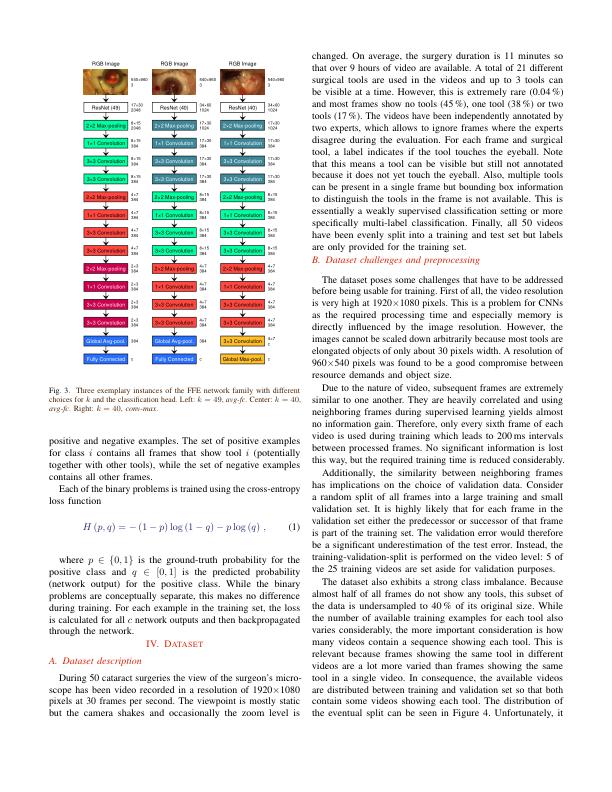 RGB Image RGB Image RGB Image
540×960
3
540×960
3
540×960
3
ResNet (49)
17×30
2048
ResNet (40)
34×60
1024
ResNet (40)
34×60
1024
2×2 Max-pooling
8×15
2048
2×2 Max-pooling
17×30
1024
2×2 Max-pooling
17×30
1024
1×1 Convolution
8×15
384
1×1 Convolution
17×30
384
1×1 Convolution
17×30
384
3×3 Convolution
8×15
384
3×3 Convolution
17×30
384
3×3 Convolution
17×30
384
3×3 Convolution
8×15
384
3×3 Convolution
17×30
384
3×3 Convolution
17×30
384
2×2 Max-pooling
4×7
384
2×2 Max-pooling
8×15
384
2×2 Max-pooling
8×15
384
1×1 Convolution
4×7
384
1×1 Convolution
8×15
384
1×1 Convolution
8×15
384
3×3 Convolution
4×7
384
3×3 Convolution
8×15
384
3×3 Convolution
8×15
384
3×3 Convolution
4×7
384
3×3 Convolution
8×15
384
3×3 Convolution
8×15
384
2×2 Max-pooling
2×3
384
2×2 Max-pooling
4×7
384
2×2 Max-pooling
4×7
384
1×1 Convolution
2×3
384
1×1 Convolution
4×7
384
1×1 Convolution
4×7
384
3×3 Convolution
2×3
384
3×3 Convolution
4×7
384
3×3 Convolution
4×7
384
3×3 Convolution
2×3
384
3×3 Convolution
4×7
384
3×3 Convolution
4×7
384
Global Avg-pool.
384
Global Avg-pool.
384
3×3 Convolution
4×7
c
Fully Connected
c
Fully Connected
c
Global Max-pool.
c
Fig. 3. Three exemplary instances of the FFE network family with different
choices for k and the classification head. Left: k = 49, avg-fc. Center: k = 40,
avg-fc. Right: k = 40, conv-max.
positive and negative examples. The set of positive examples
for class i contains all frames that show tool i (potentially
together with other tools), while the set of negative examples
contains all other frames.
Each of the binary problems is trained using the cross-entropy
loss function
H (p, q) = − (1 − p) log (1 − q) − p log (q) , (1)
where p ∈ {0, 1} is the ground-truth probability for the
positive class and q ∈ [0, 1] is the predicted probability
(network output) for the positive class. While the binary
problems are conceptually separate, this makes no difference
during training. For each example in the training set, the loss
is calculated for all c network outputs and then backpropagated
through the network.
IV. DATASET
A. Dataset description
During 50 cataract surgeries the view of the surgeon's micro-
scope has been video recorded in a resolution of 1920×1080
pixels at 30 frames per second. The viewpoint is mostly static
but the camera shakes and occasionally the zoom level is
changed. On average, the surgery duration is 11 minutes so
that over 9 hours of video are available. A total of 21 different
surgical tools are used in the videos and up to 3 tools can
be visible at a time. However, this is extremely rare (0.04 %)
and most frames show no tools (45 %), one tool (38 %) or two
tools (17 %). The videos have been independently annotated by
two experts, which allows to ignore frames where the experts
disagree during the evaluation. For each frame and surgical
tool, a label indicates if the tool touches the eyeball. Note
that this means a tool can be visible but still not annotated
because it does not yet touch the eyeball. Also, multiple tools
can be present in a single frame but bounding box information
to distinguish the tools in the frame is not available. This is
essentially a weakly supervised classification setting or more
specifically multi-label classification. Finally, all 50 videos
have been evenly split into a training and test set but labels
are only provided for the training set.
B. Dataset challenges and preprocessing
The dataset poses some challenges that have to be addressed
before being usable for training. First of all, the video resolution
is very high at 1920×1080 pixels. This is a problem for CNNs
as the required processing time and especially memory is
directly influenced by the image resolution. However, the
images cannot be scaled down arbitrarily because most tools are
elongated objects of only about 30 pixels width. A resolution of
960×540 pixels was found to be a good compromise between
resource demands and object size.
Due to the nature of video, subsequent frames are extremely
similar to one another. They are heavily correlated and using
neighboring frames during supervised learning yields almost
no information gain. Therefore, only every sixth frame of each
video is used during training which leads to 200 ms intervals
between processed frames. No significant information is lost
this way, but the required training time is reduced considerably.
Additionally, the similarity between neighboring frames
has implications on the choice of validation data. Consider
a random split of all frames into a large training and small
validation set. It is highly likely that for each frame in the
validation set either the predecessor or successor of that frame
is part of the training set. The validation error would therefore
be a significant underestimation of the test error. Instead, the
training-validation-split is performed on the video level: 5 of
the 25 training videos are set aside for validation purposes.
The dataset also exhibits a strong class imbalance. Because
almost half of all frames do not show any tools, this subset of
the data is undersampled to 40 % of its original size. While
the number of available training examples for each tool also
varies considerably, the more important consideration is how
many videos contain a sequence showing each tool. This is
relevant because frames showing the same tool in different
videos are a lot more varied than frames showing the same
tool in a single video. In consequence, the available videos
are distributed between training and validation set so that both
contain some videos showing each tool. The distribution of
the eventual split can be seen in Figure 4. Unfortunately, it